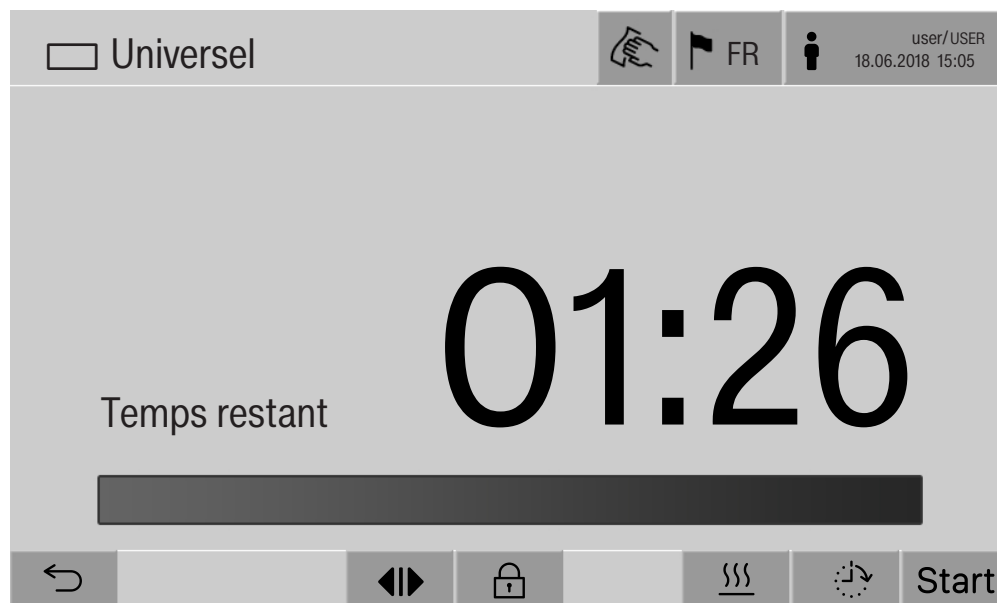 Universel
FR
user/USER
18.06.2018 15:05
Temps restant
01:26
Start